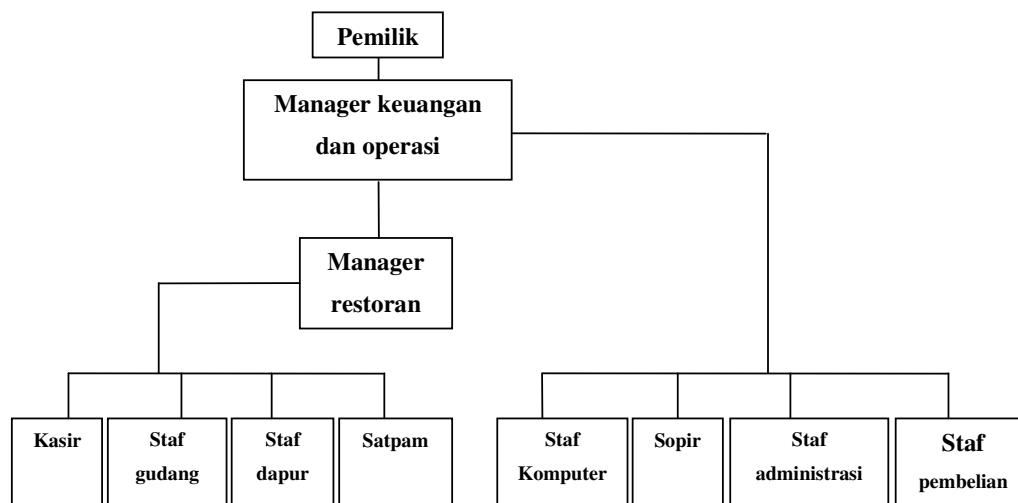 Pemilik
Manager keuangan
dan operasi
Manager
restoran
Kasir
Staf
gudang
Staf
dapur
Satpam
Staf
Komputer
Sopir
Staf
administrasi
Staf
pembelian